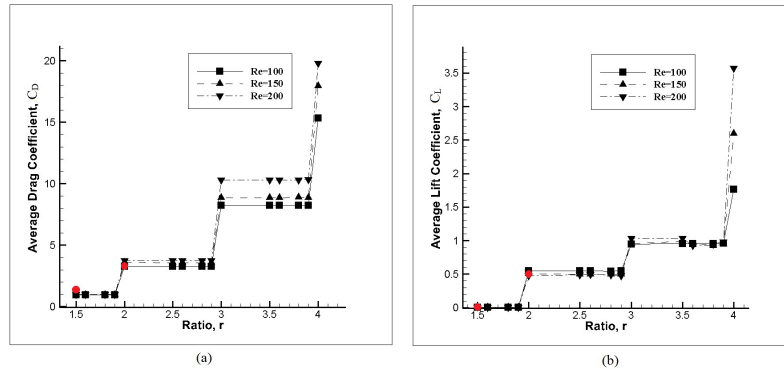 20
15
10
5
0
1.5 2 2.5 3 3.5 4
Average Drag Coefficient, C_D
Ratio, r
Re=100
Re=150
Re=200
(a)
3.5
3
2.5
2
1.5
1
0.5
0
1.5 2 2.5 3 3.5 4
Average Lift Coefficient, C_L
Ratio, r
Re=100
Re=150
Re=200
(b)